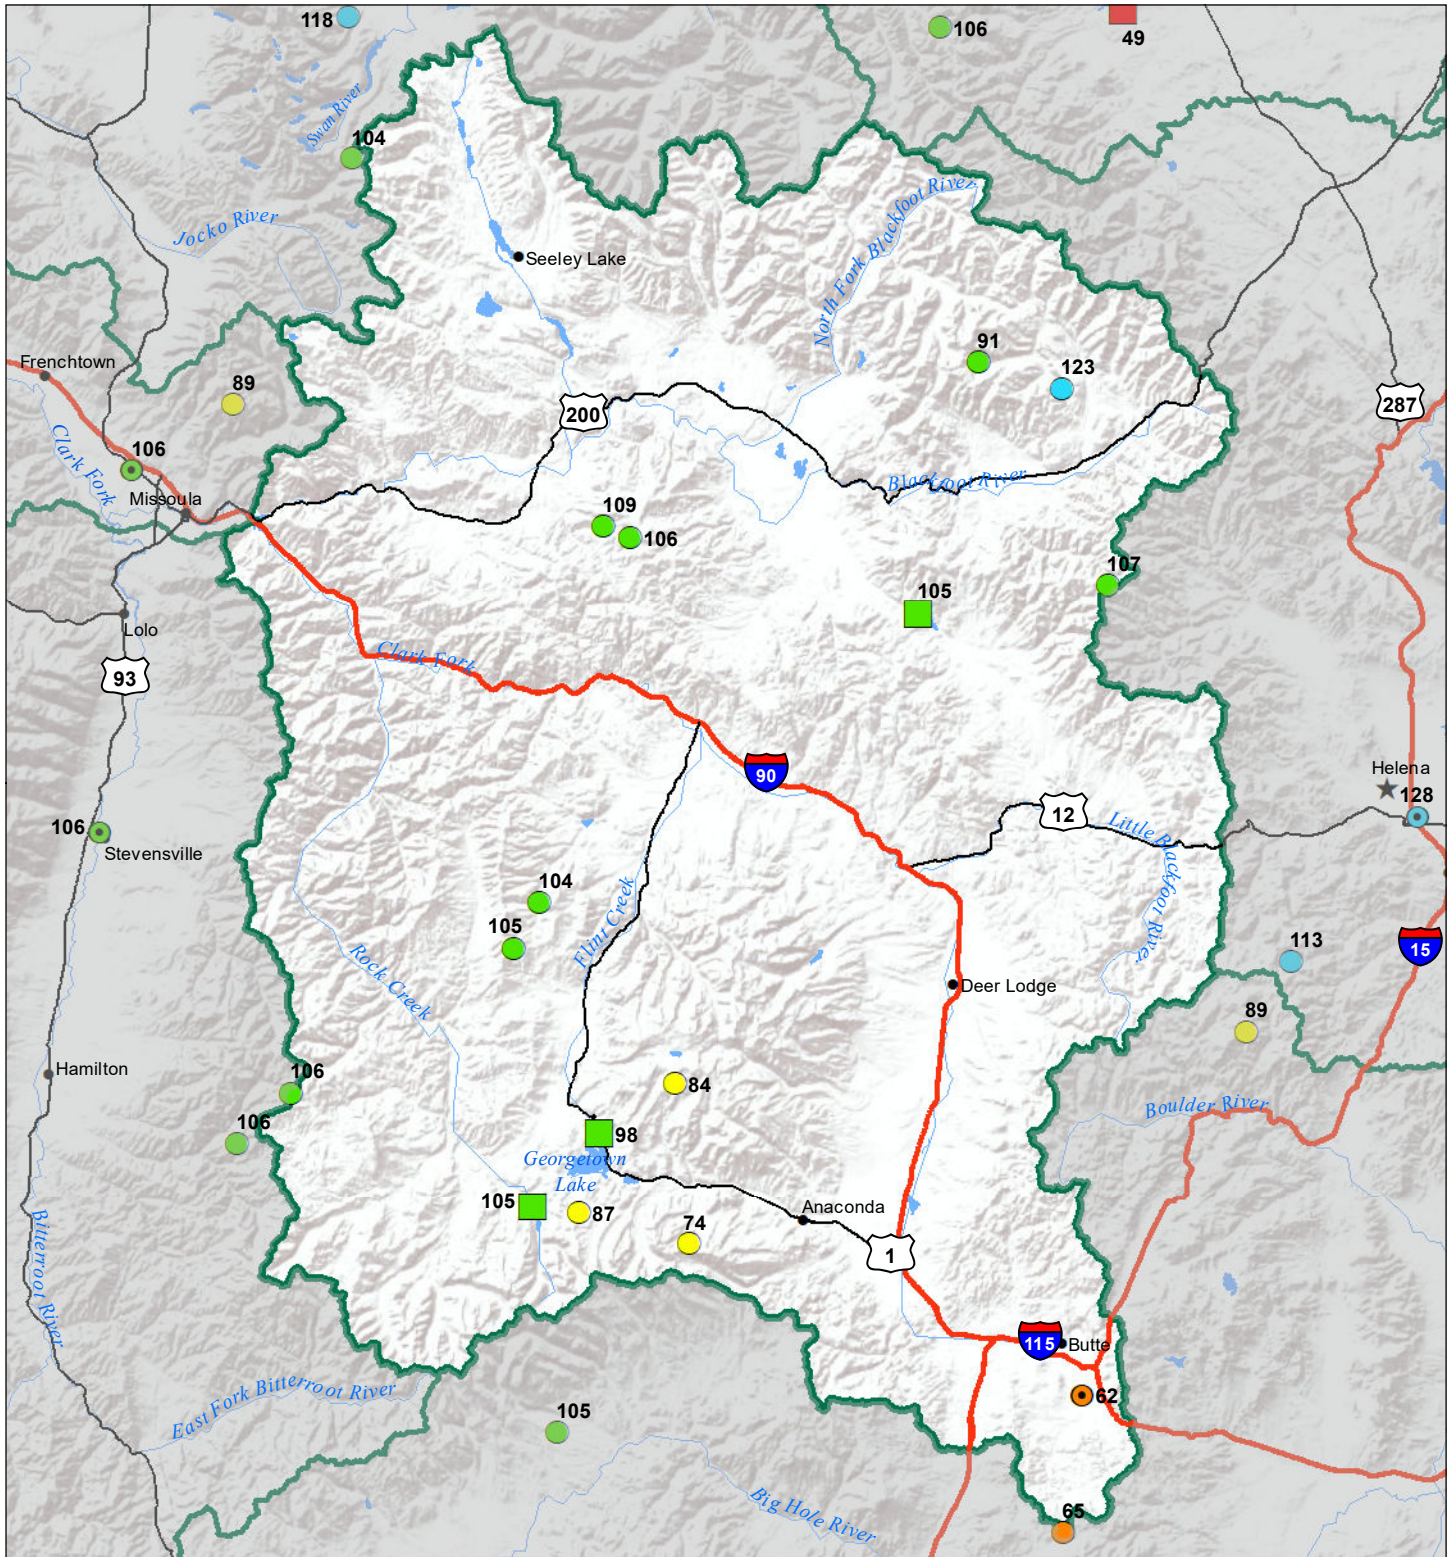 118
106
49
Swan River
104
Jocko River
North Fork Blackfoot River
Seeley Lake
91
123
Frenchtown
89
200
287
Clark Fork
106
Missoula
Blackfoot River
109
106
107
105
Lolo
Clark Fork
93
90
Helena
128
12
Little Blackfoot River
106
Stevensville
104
Flint Creek
105
Rock Creek
113
15
Deer Lodge
89
Hamilton
106
84
106
Boulder River
98
Georgetown
Lake
105
87
Anaconda
74
1
Bitterroot River
115
Butte
62
East Fork Bitterroot River
105
Big Hole River
65